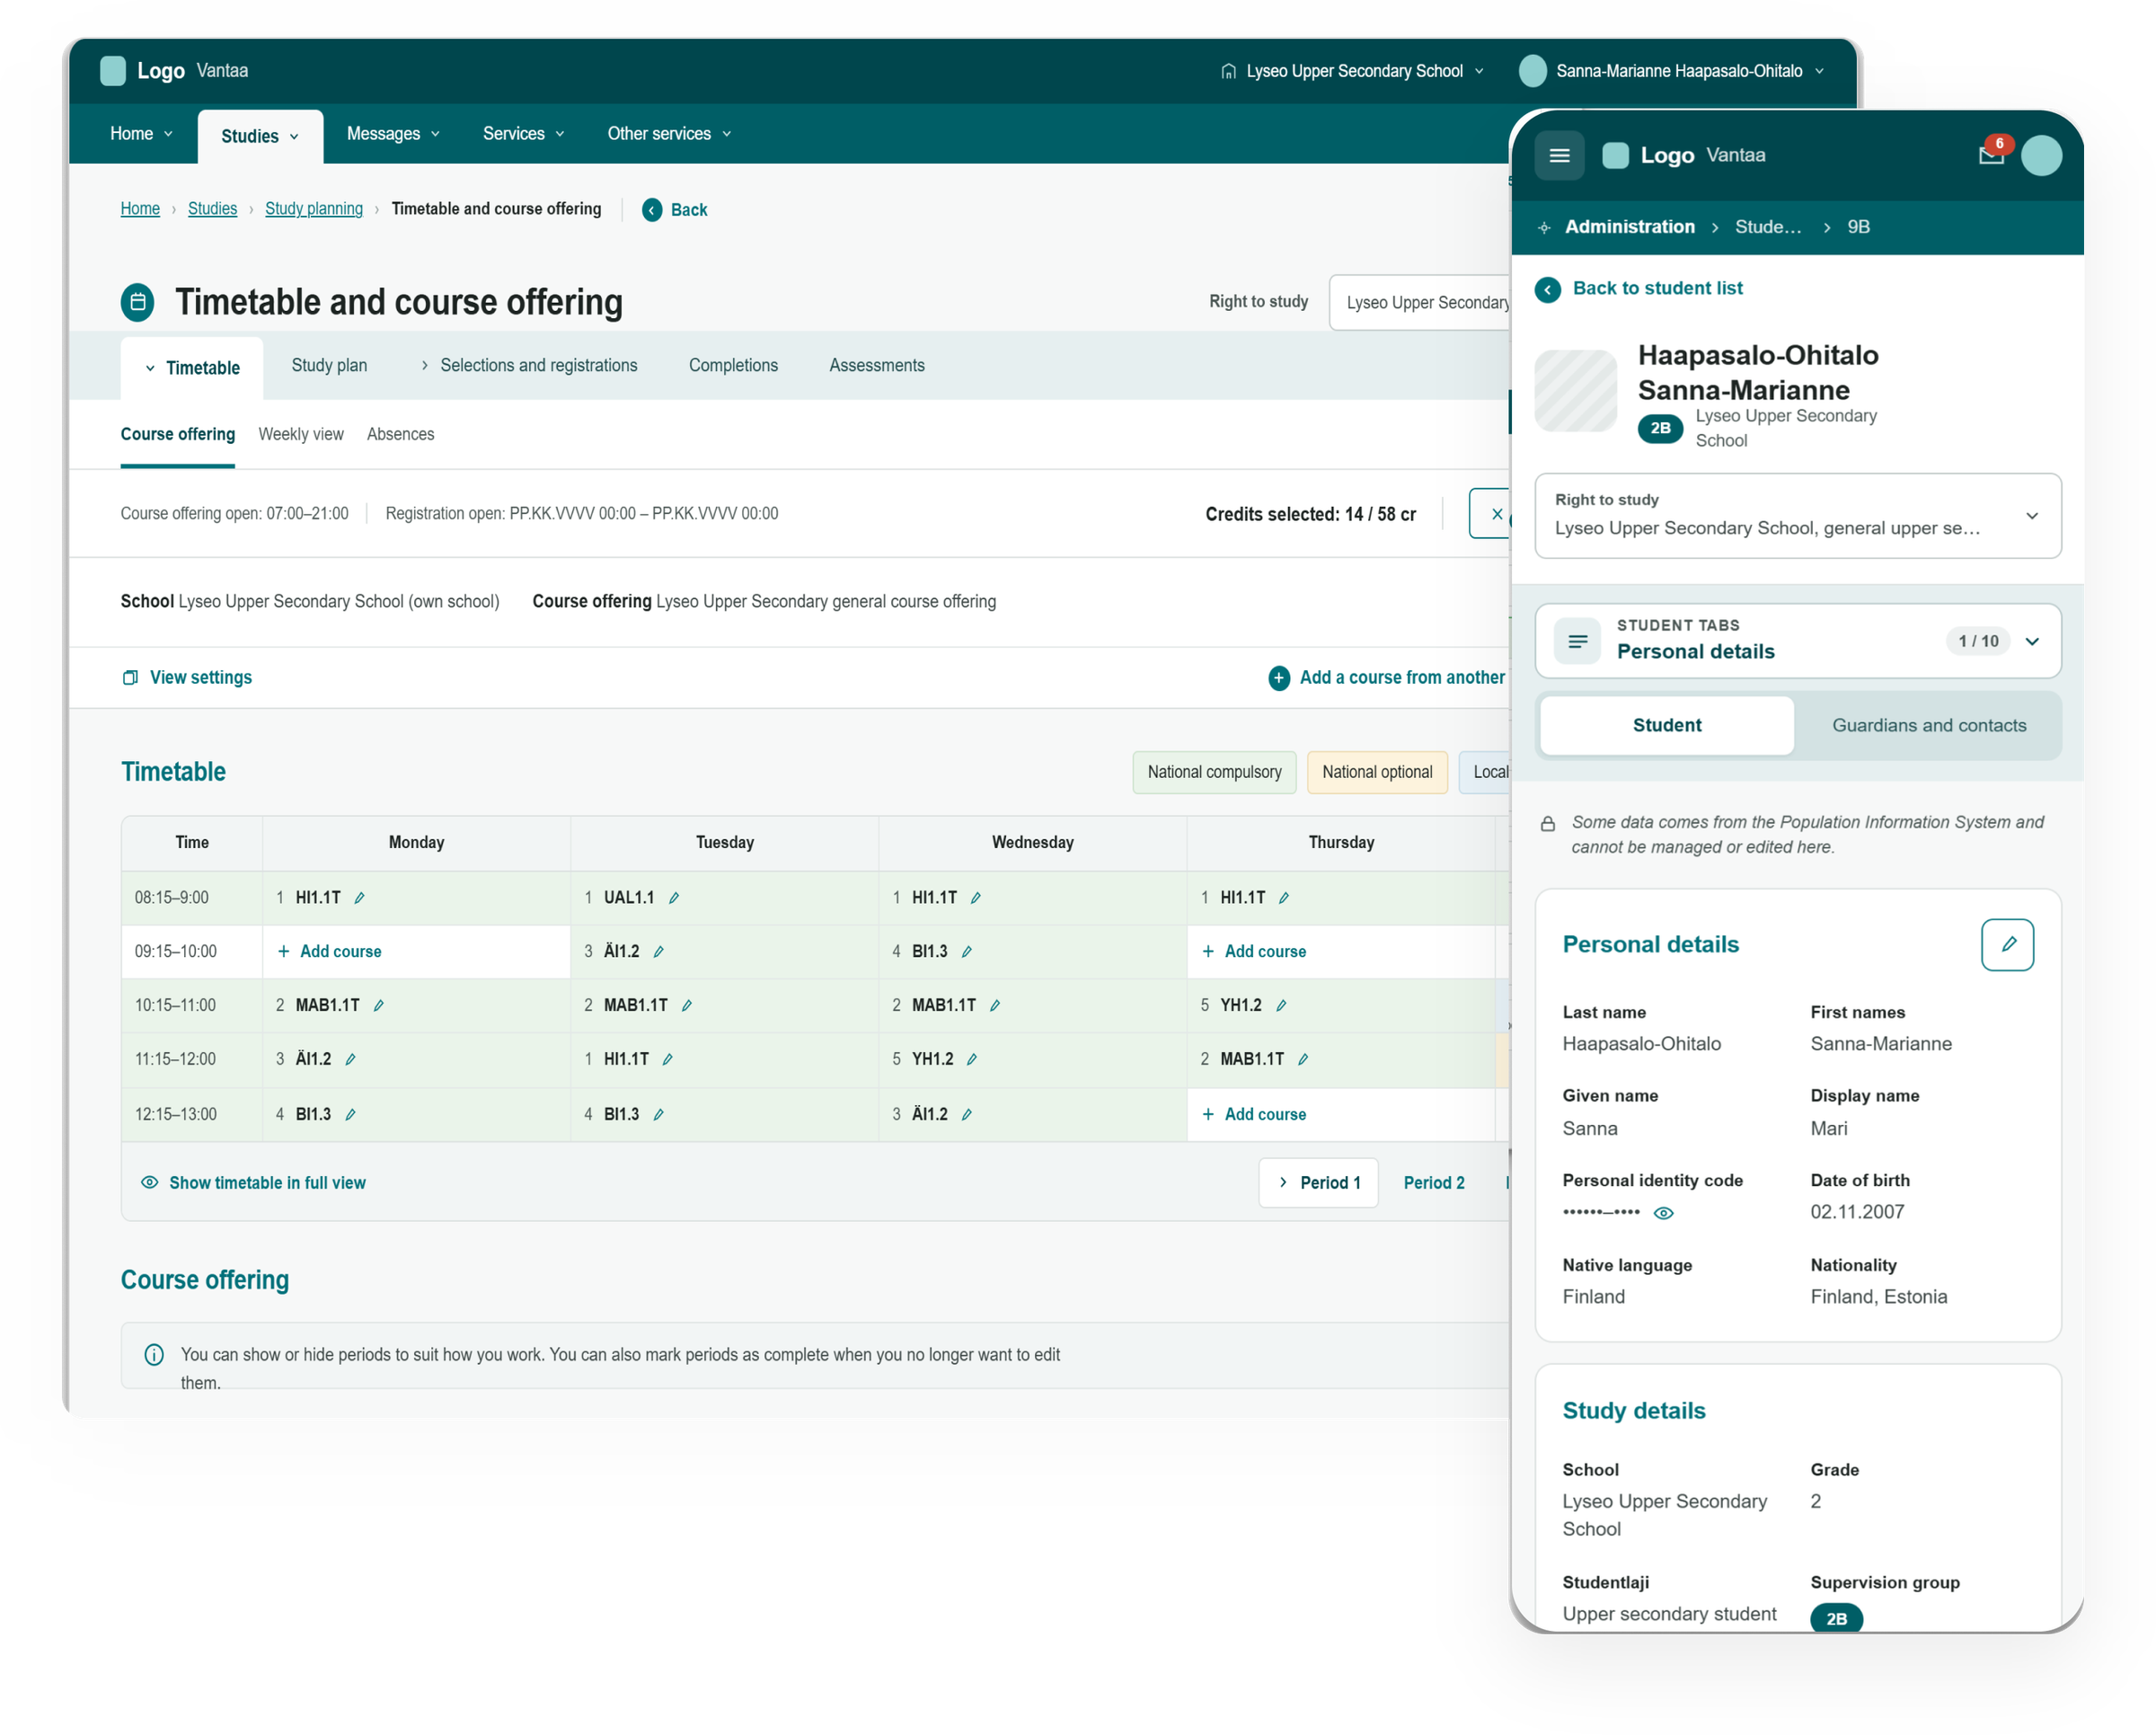 Logo Vantaa
Lyseo Upper Secondary School
Sanna-Marianne Haapasalo-Ohitalo
Home Studies Messages Services Other services
Home › Studies › Study planning › Timetable and course offering Back
Timetable and course offering
Right to study Lyseo Upper Secondary
Timetable Study plan Selections and registrations Completions Assessments
Course offering Weekly view Absences
Course offering open: 07:00–21:00 Registration open: PP.KK.VVVV 00:00 – PP.KK.VVVV 00:00
Credits selected: 14 / 58 cr
School Lyseo Upper Secondary School (own school) Course offering Lyseo Upper Secondary general course offering
View settings
Add a course from another
Timetable
National compulsory National optional Local
Time Monday Tuesday Wednesday Thursday
08:15–9:00 1 HI1.1T 1 UAL1.1 1 HI1.1T 1 HI1.1T
09:15–10:00 + Add course 3 ÄI1.2 4 BI1.3 + Add course
10:15–11:00 2 MAB1.1T 2 MAB1.1T 2 MAB1.1T 5 YH1.2
11:15–12:00 3 ÄI1.2 1 HI1.1T 5 YH1.2 2 MAB1.1T
12:15–13:00 4 BI1.3 4 BI1.3 3 ÄI1.2 + Add course
Show timetable in full view
Period 1 Period 2
Course offering
You can show or hide periods to suit how you work. You can also mark periods as complete when you no longer want to edit
them.
Logo Vantaa
6
Administration Stude… 9B
Back to student list
Haapasalo-Ohitalo
Sanna-Marianne
2B
Lyseo Upper Secondary
School
Right to study
Lyseo Upper Secondary School, general upper se…
STUDENT TABS
Personal details
1 / 10
Student Guardians and contacts
Some data comes from the Population Information System and
cannot be managed or edited here.
Personal details
Last name First names
Haapasalo-Ohitalo Sanna-Marianne
Given name Display name
Sanna Mari
Personal identity code Date of birth
••••••–•••• 02.11.2007
Native language Nationality
Finland Finland, Estonia
Study details
School Grade
Lyseo Upper Secondary 2
School
Studentlaji Supervision group
Upper secondary student 2B